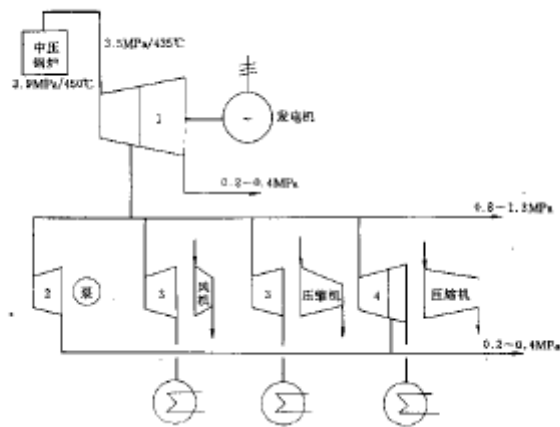 中压
锅炉
3.5MPa/435℃
3.9MPa/450℃
1
~
发电机
0.2~0.4MPa
0.8~1.3MPa
2
泵
3
风机
3
压缩机
4
压缩机
0.2~0.4MPa